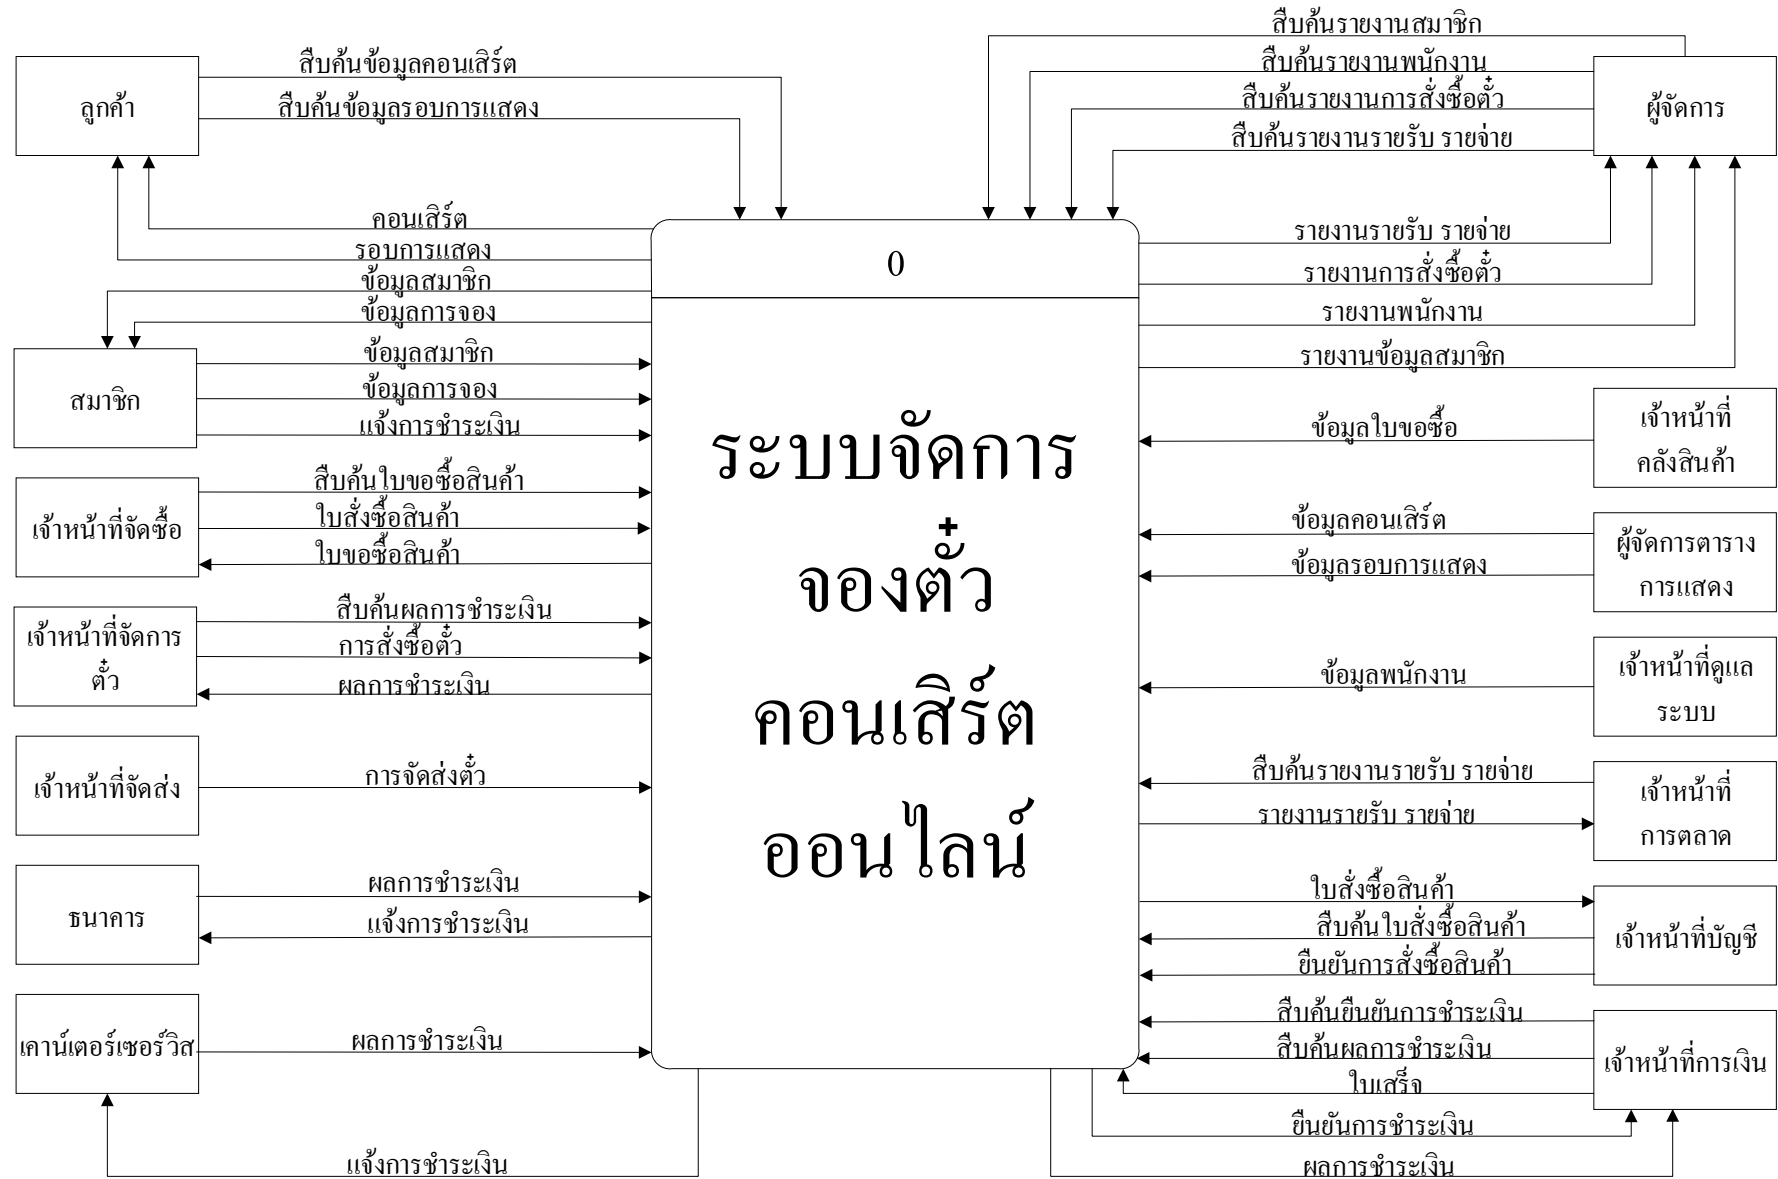 สืบค้นรายงานสมาชิก
สืบค้นข้อมูลคอนเสิร์ต
สืบค้นรายงานพนักงาน
ลูกค้า
สืบค้นข้อมูลรอบการแสดง
สืบค้นรายงานการสั่งซื้อตั๋ว
ผู้จัดการ
สืบค้นรายงานรายรับ รายจ่าย
คอนเสิร์ต
รอบการแสดง
0
รายงานรายรับ รายจ่าย
ข้อมูลสมาชิก
รายงานการสั่งซื้อตั๋ว
ข้อมูลการจอง
รายงานพนักงาน
ข้อมูลสมาชิก
รายงานข้อมูลสมาชิก
สมาชิก
ข้อมูลการจอง
แจ้งการชำระเงิน
ข้อมูลใบขอซื้อ
เจ้าหน้าที่
คลังสินค้า
ระบบจัดการ
จองตั๋ว
คอนเสิร์ต
ออนไลน์
สืบค้นใบขอซื้อสินค้า
เจ้าหน้าที่จัดซื้อ
ใบสั่งซื้อสินค้า
ใบขอซื้อสินค้า
ข้อมูลคอนเสิร์ต
ผู้จัดการตาราง
การแสดง
ข้อมูลรอบการแสดง
สืบค้นผลการชำระเงิน
เจ้าหน้าที่จัดการ
ตั๋ว
การสั่งซื้อตั๋ว
ผลการชำระเงิน
ข้อมูลพนักงาน
เจ้าหน้าที่ดูแล
ระบบ
เจ้าหน้าที่จัดส่ง
การจัดส่งตั๋ว
สืบค้นรายงานรายรับ รายจ่าย
เจ้าหน้าที่
การตลาด
รายงานรายรับ รายจ่าย
ธนาคาร
ผลการชำระเงิน
แจ้งการชำระเงิน
ใบสั่งซื้อสินค้า
สืบค้นใบสั่งซื้อสินค้า
เจ้าหน้าที่บัญชี
ยืนยันการสั่งซื้อสินค้า
เคาน์เตอร์เซอร์วิส
ผลการชำระเงิน
สืบค้นยืนยันการชำระเงิน
สืบค้นผลการชำระเงิน
เจ้าหน้าที่การเงิน
ใบเสร็จ
ยืนยันการชำระเงิน
แจ้งการชำระเงิน
ผลการชำระเงิน